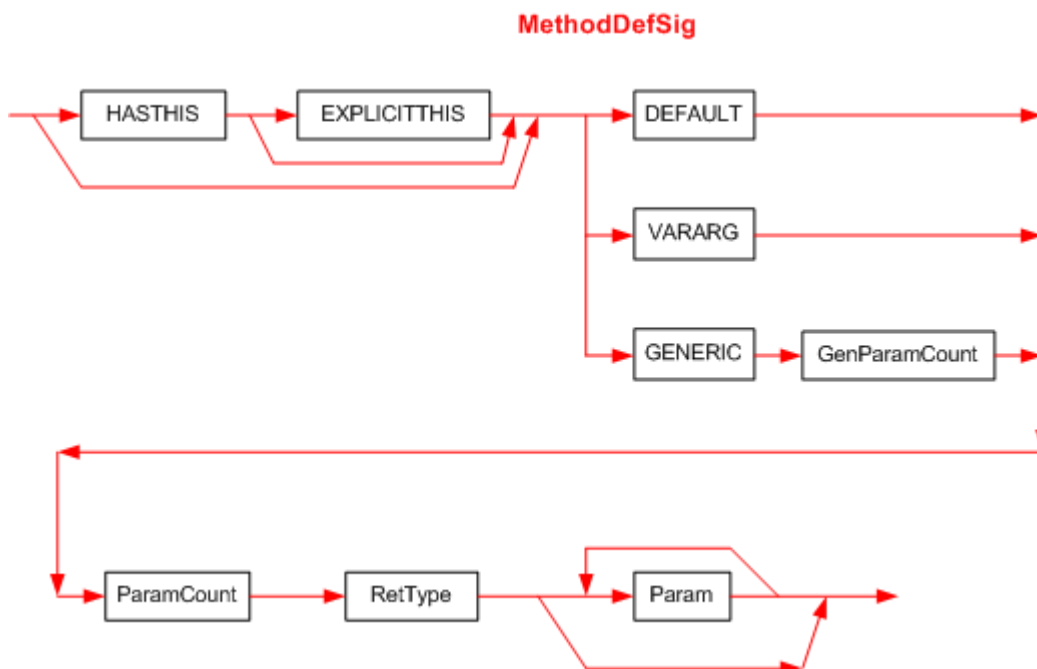 MethodDefSig
HASTHIS
EXPLICITTHIS
DEFAULT
VARARG
GENERIC
GenParamCount
ParamCount
RetType
Param